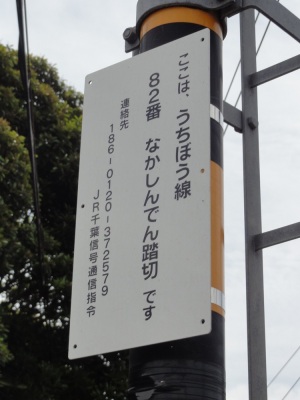 ここは、うちぼう線
82番 なかしんでん踏切 です
連絡先
186-0120-372579
JR千葉信号通信指令